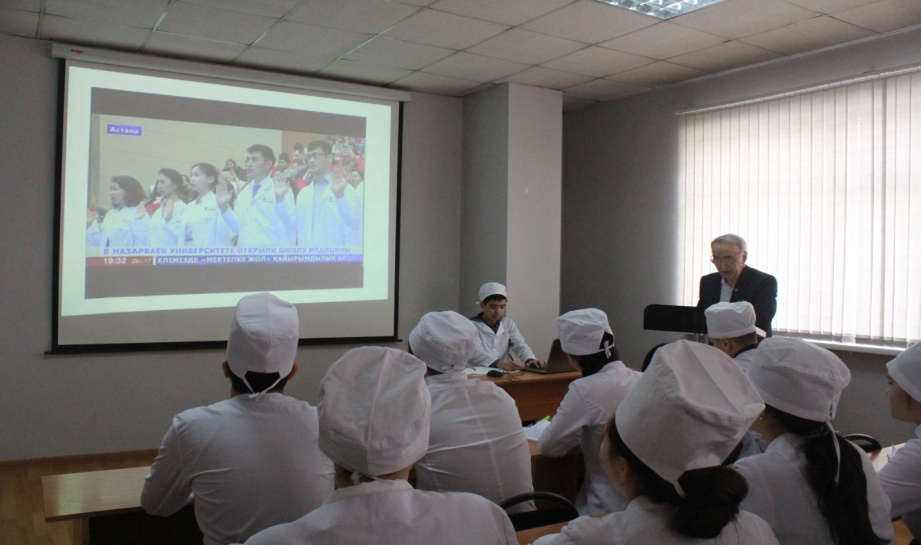 Астана
В НАЗАРБАЕВ УНИВЕРСИТЕТЕ ОТКРЫЛИ ШКОЛУ МЕДИЦИНЫ
19:32 ЕЛІМІЗДЕ «МЕКТЕПКЕ ЖОЛ» ҚАЙЫРЫМДЫЛЫҚ